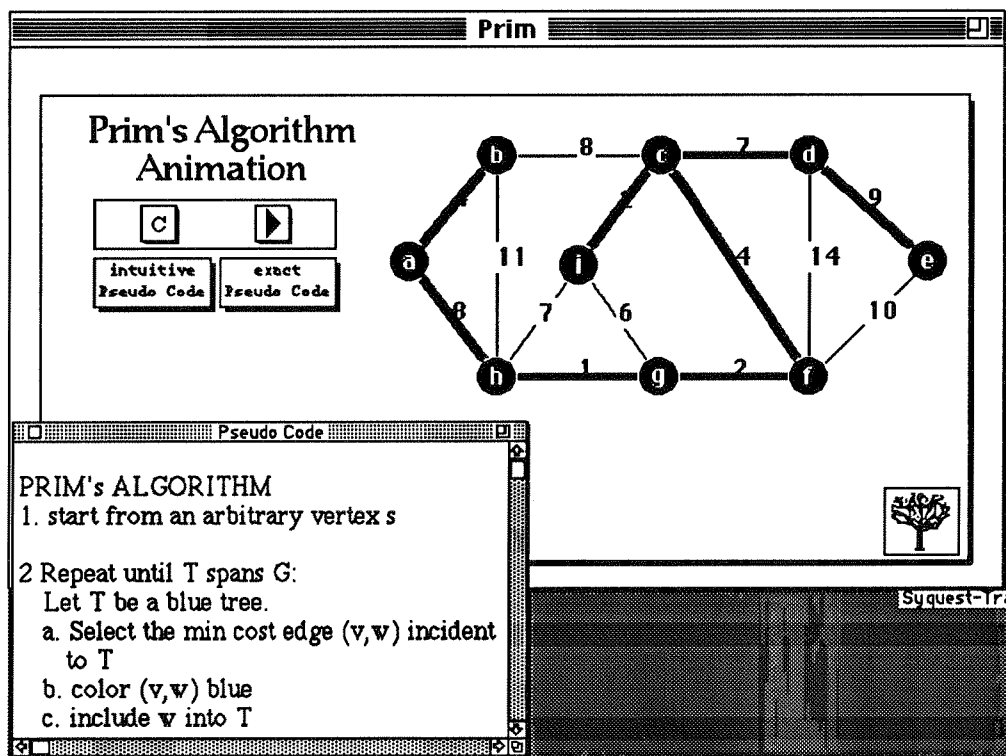 Prim
Prim's Algorithm
Animation
C
intuitive
Pseudo Code
exact
Pseudo Code
b
8
c
7
d
9
a
11
i
4
14
e
8
7
6
10
h
1
g
2
f
Pseudo Code
PRIM's ALGORITHM
1. start from an arbitrary vertex s
2 Repeat until T spans G:
Let T be a blue tree.
a. Select the min cost edge (v,w) incident
to T
b. color (v,w) blue
c. include w into T
Syquest-Tra